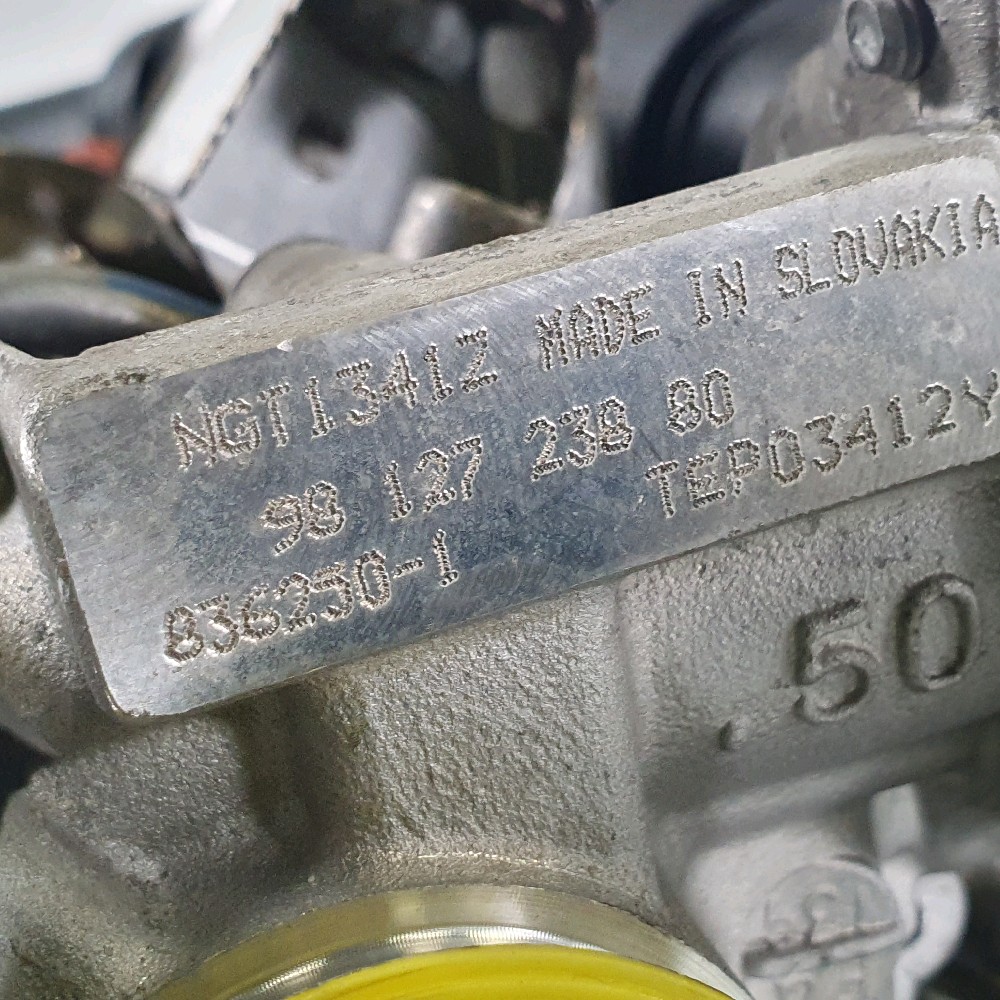 NGT1341Z MADE IN SLOVAKIA
98 127 238 80
836250-1 TEP03412Y
.50